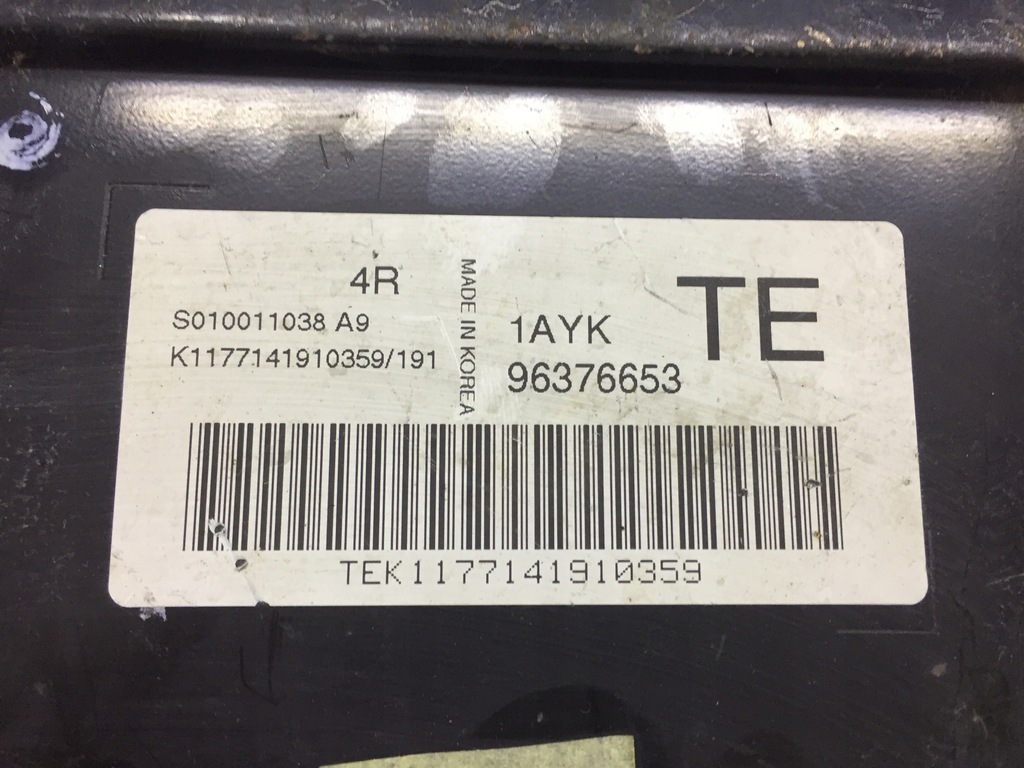 4R
S010011038 A9
K1177141910359/191
MADE IN KOREA
1AYK
96376653
TE
TEK1177141910359